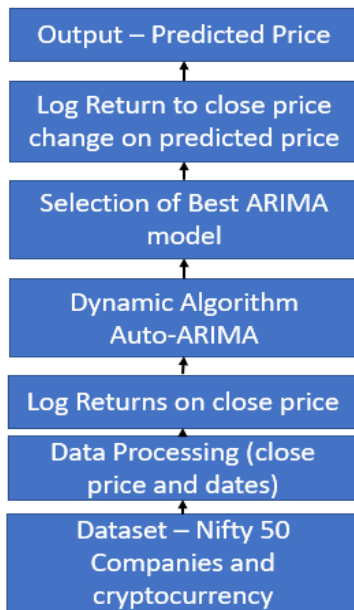 Output – Predicted Price
Log Return to close price
change on predicted price
Selection of Best ARIMA
model
Dynamic Algorithm
Auto-ARIMA
Log Returns on close price
Data Processing (close
price and dates)
Dataset – Nifty 50
Companies and
cryptocurrency